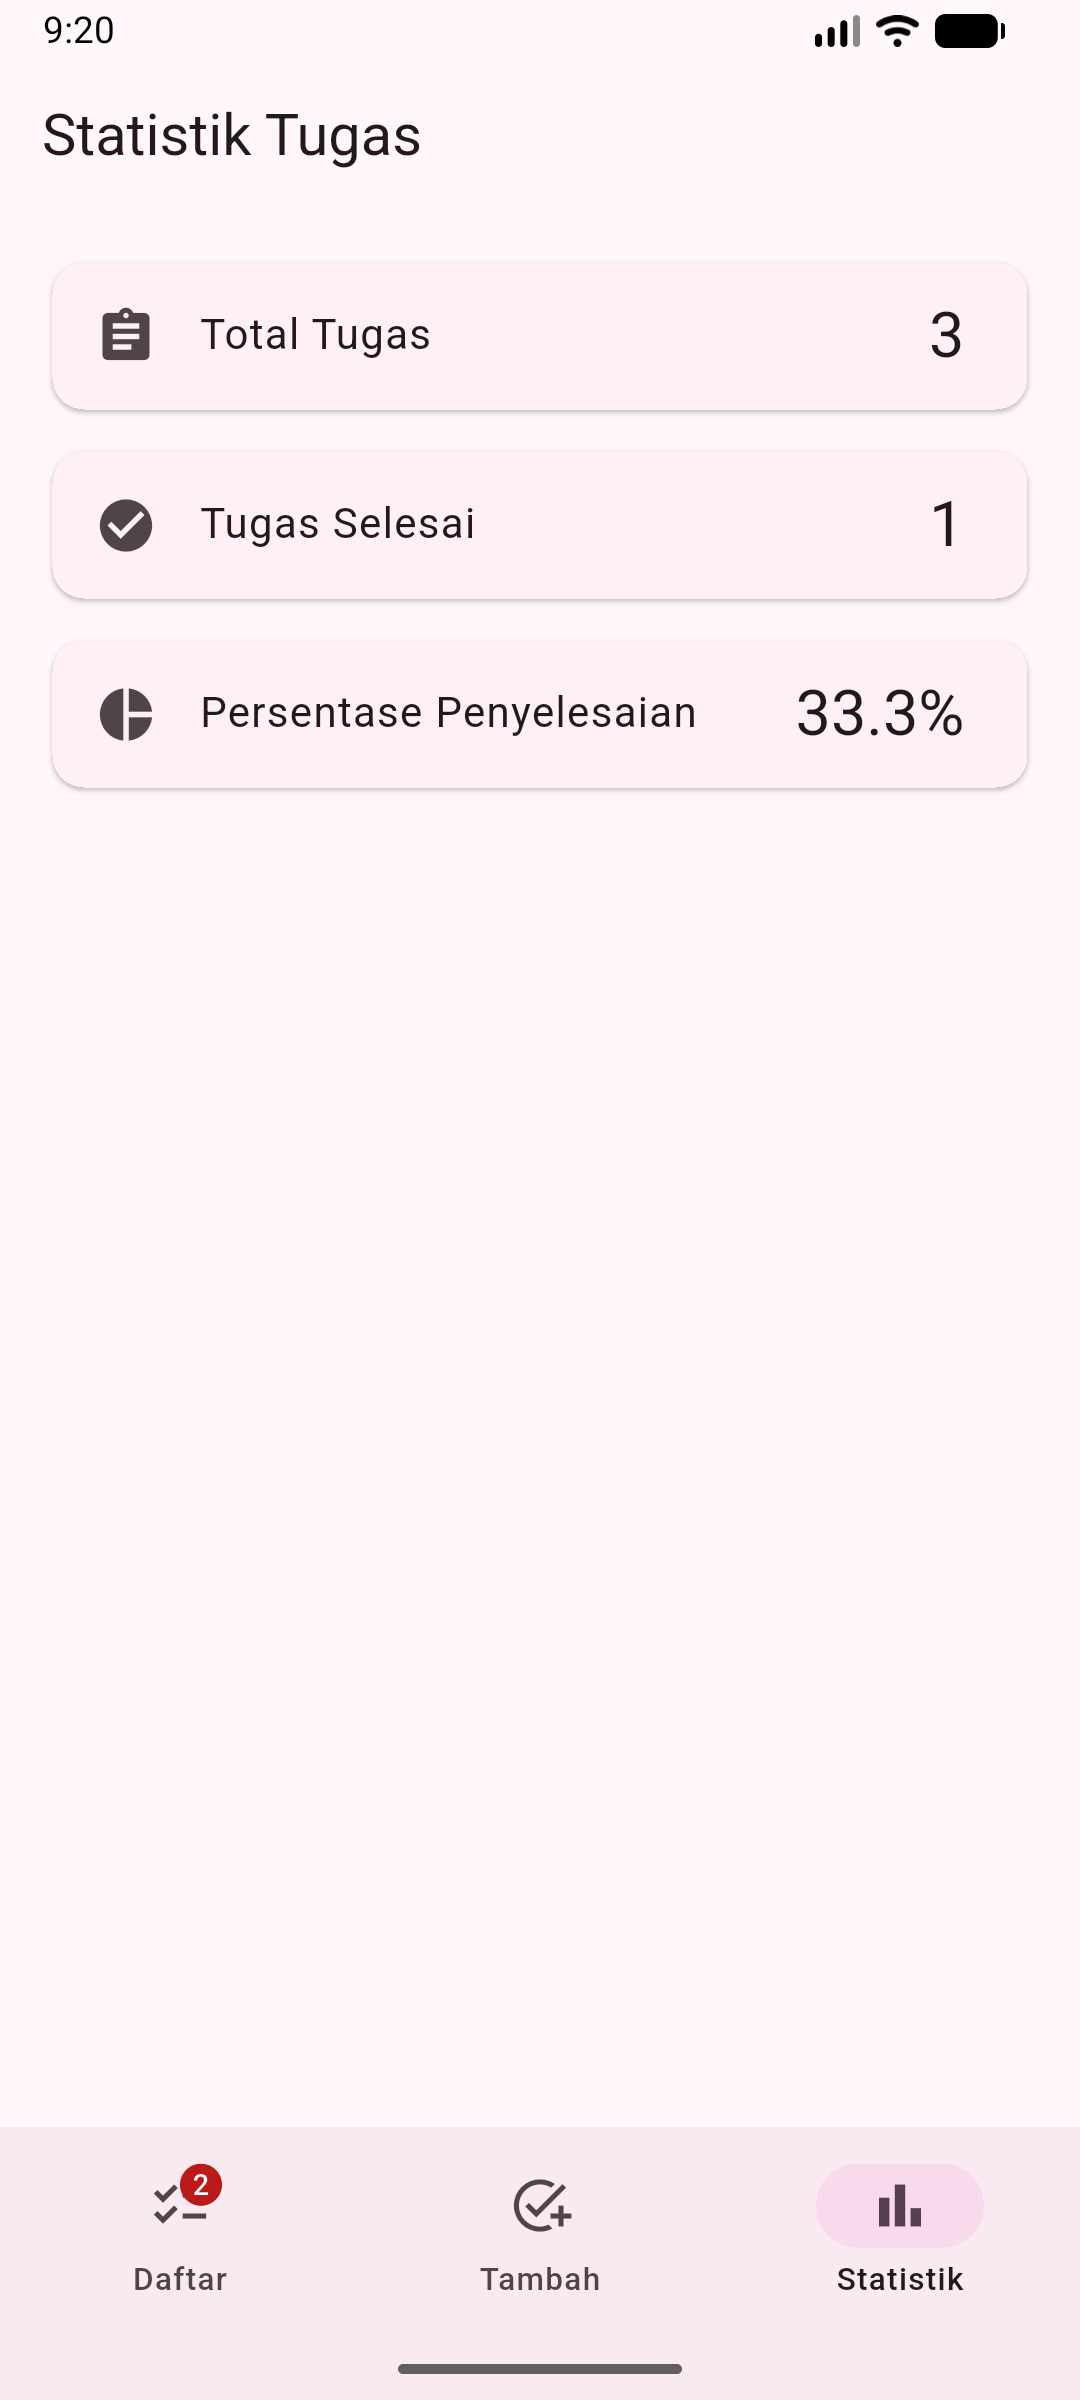 9:20
Statistik Tugas
Total Tugas 3
Tugas Selesai 1
Persentase Penyelesaian 33.3%
2
Daftar Tambah Statistik